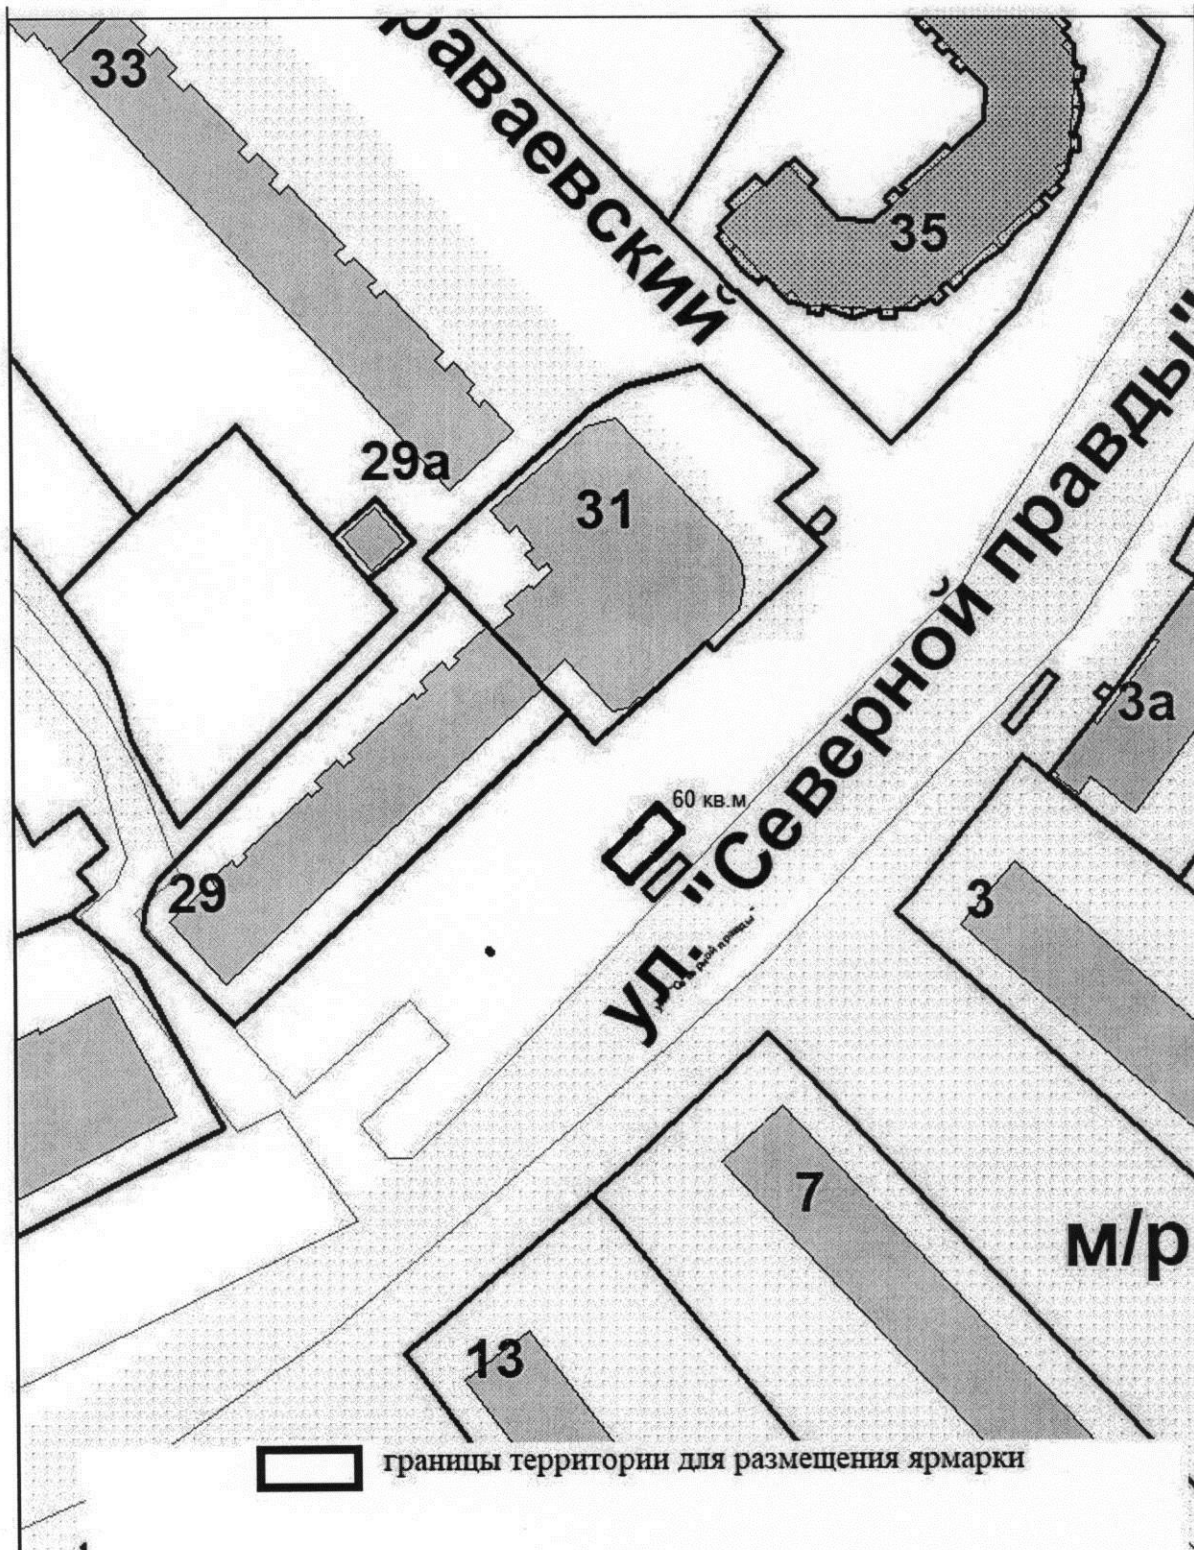 33
раваевский
35
29а
31
ул. "Северной правды"
3а
60 кв.м
29
3
7
м/р
13
границы территории для размещения ярмарки